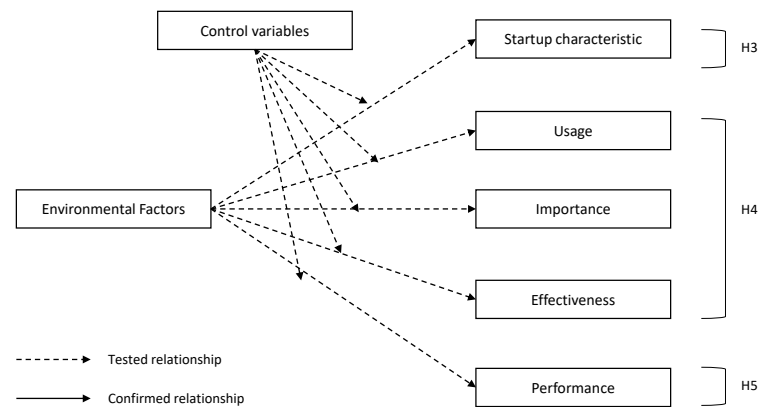 Control variables
Startup characteristic
H3
Usage
Environmental Factors
Importance
H4
Effectiveness
Tested relationship
Performance
H5
Confirmed relationship